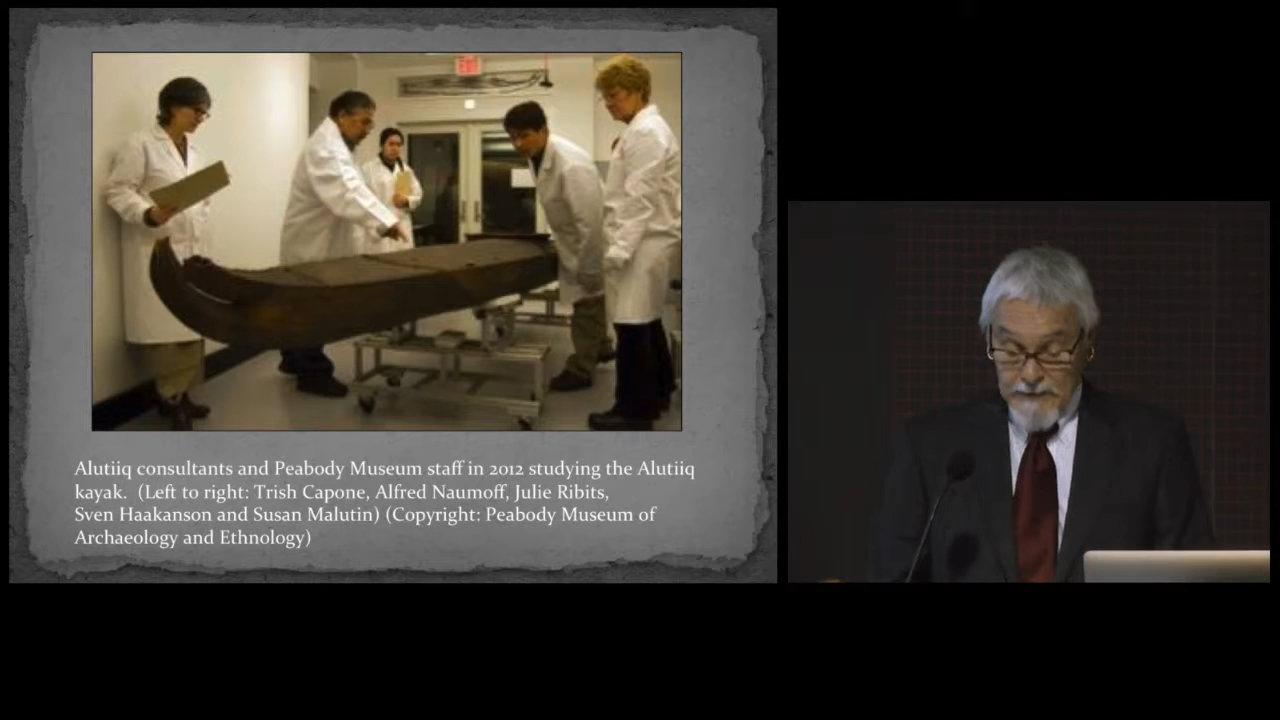 EXIT
Alutiiq consultants and Peabody Museum staff in 2012 studying the Alutiiq
kayak. (Left to right: Trish Capone, Alfred Naumoff, Julie Ribits,
Sven Haakanson and Susan Malutin) (Copyright: Peabody Museum of
Archaeology and Ethnology)